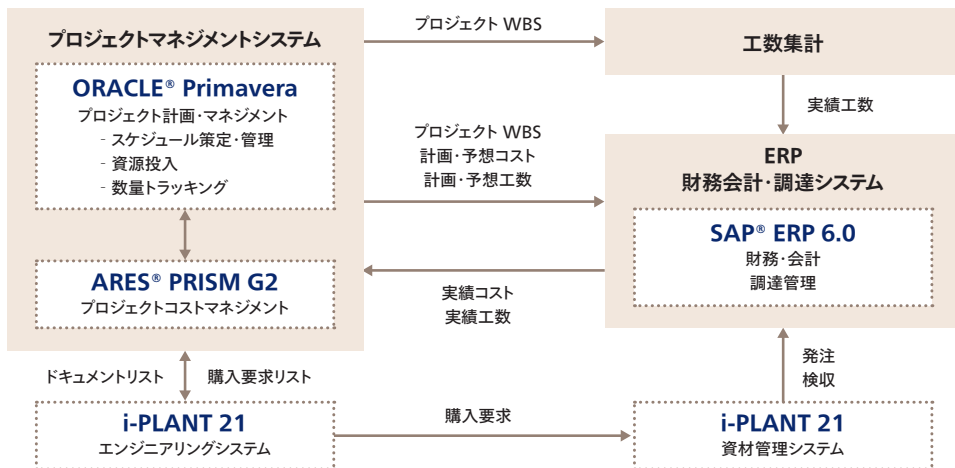 プロジェクトマネジメントシステム
ORACLE® Primavera
プロジェクト計画・マネジメント
- スケジュール策定・管理
- 資源投入
- 数量トラッキング
ARES® PRISM G2
プロジェクトコストマネジメント
プロジェクト WBS
工数集計
実績工数
プロジェクト WBS
計画・予想コスト
計画・予想工数
ERP
財務会計・調達システム
SAP® ERP 6.0
財務・会計
調達管理
実績コスト
実績工数
ドキュメントリスト
購入要求リスト
発注
検収
i-PLANT 21
エンジニアリングシステム
購入要求
i-PLANT 21
資材管理システム